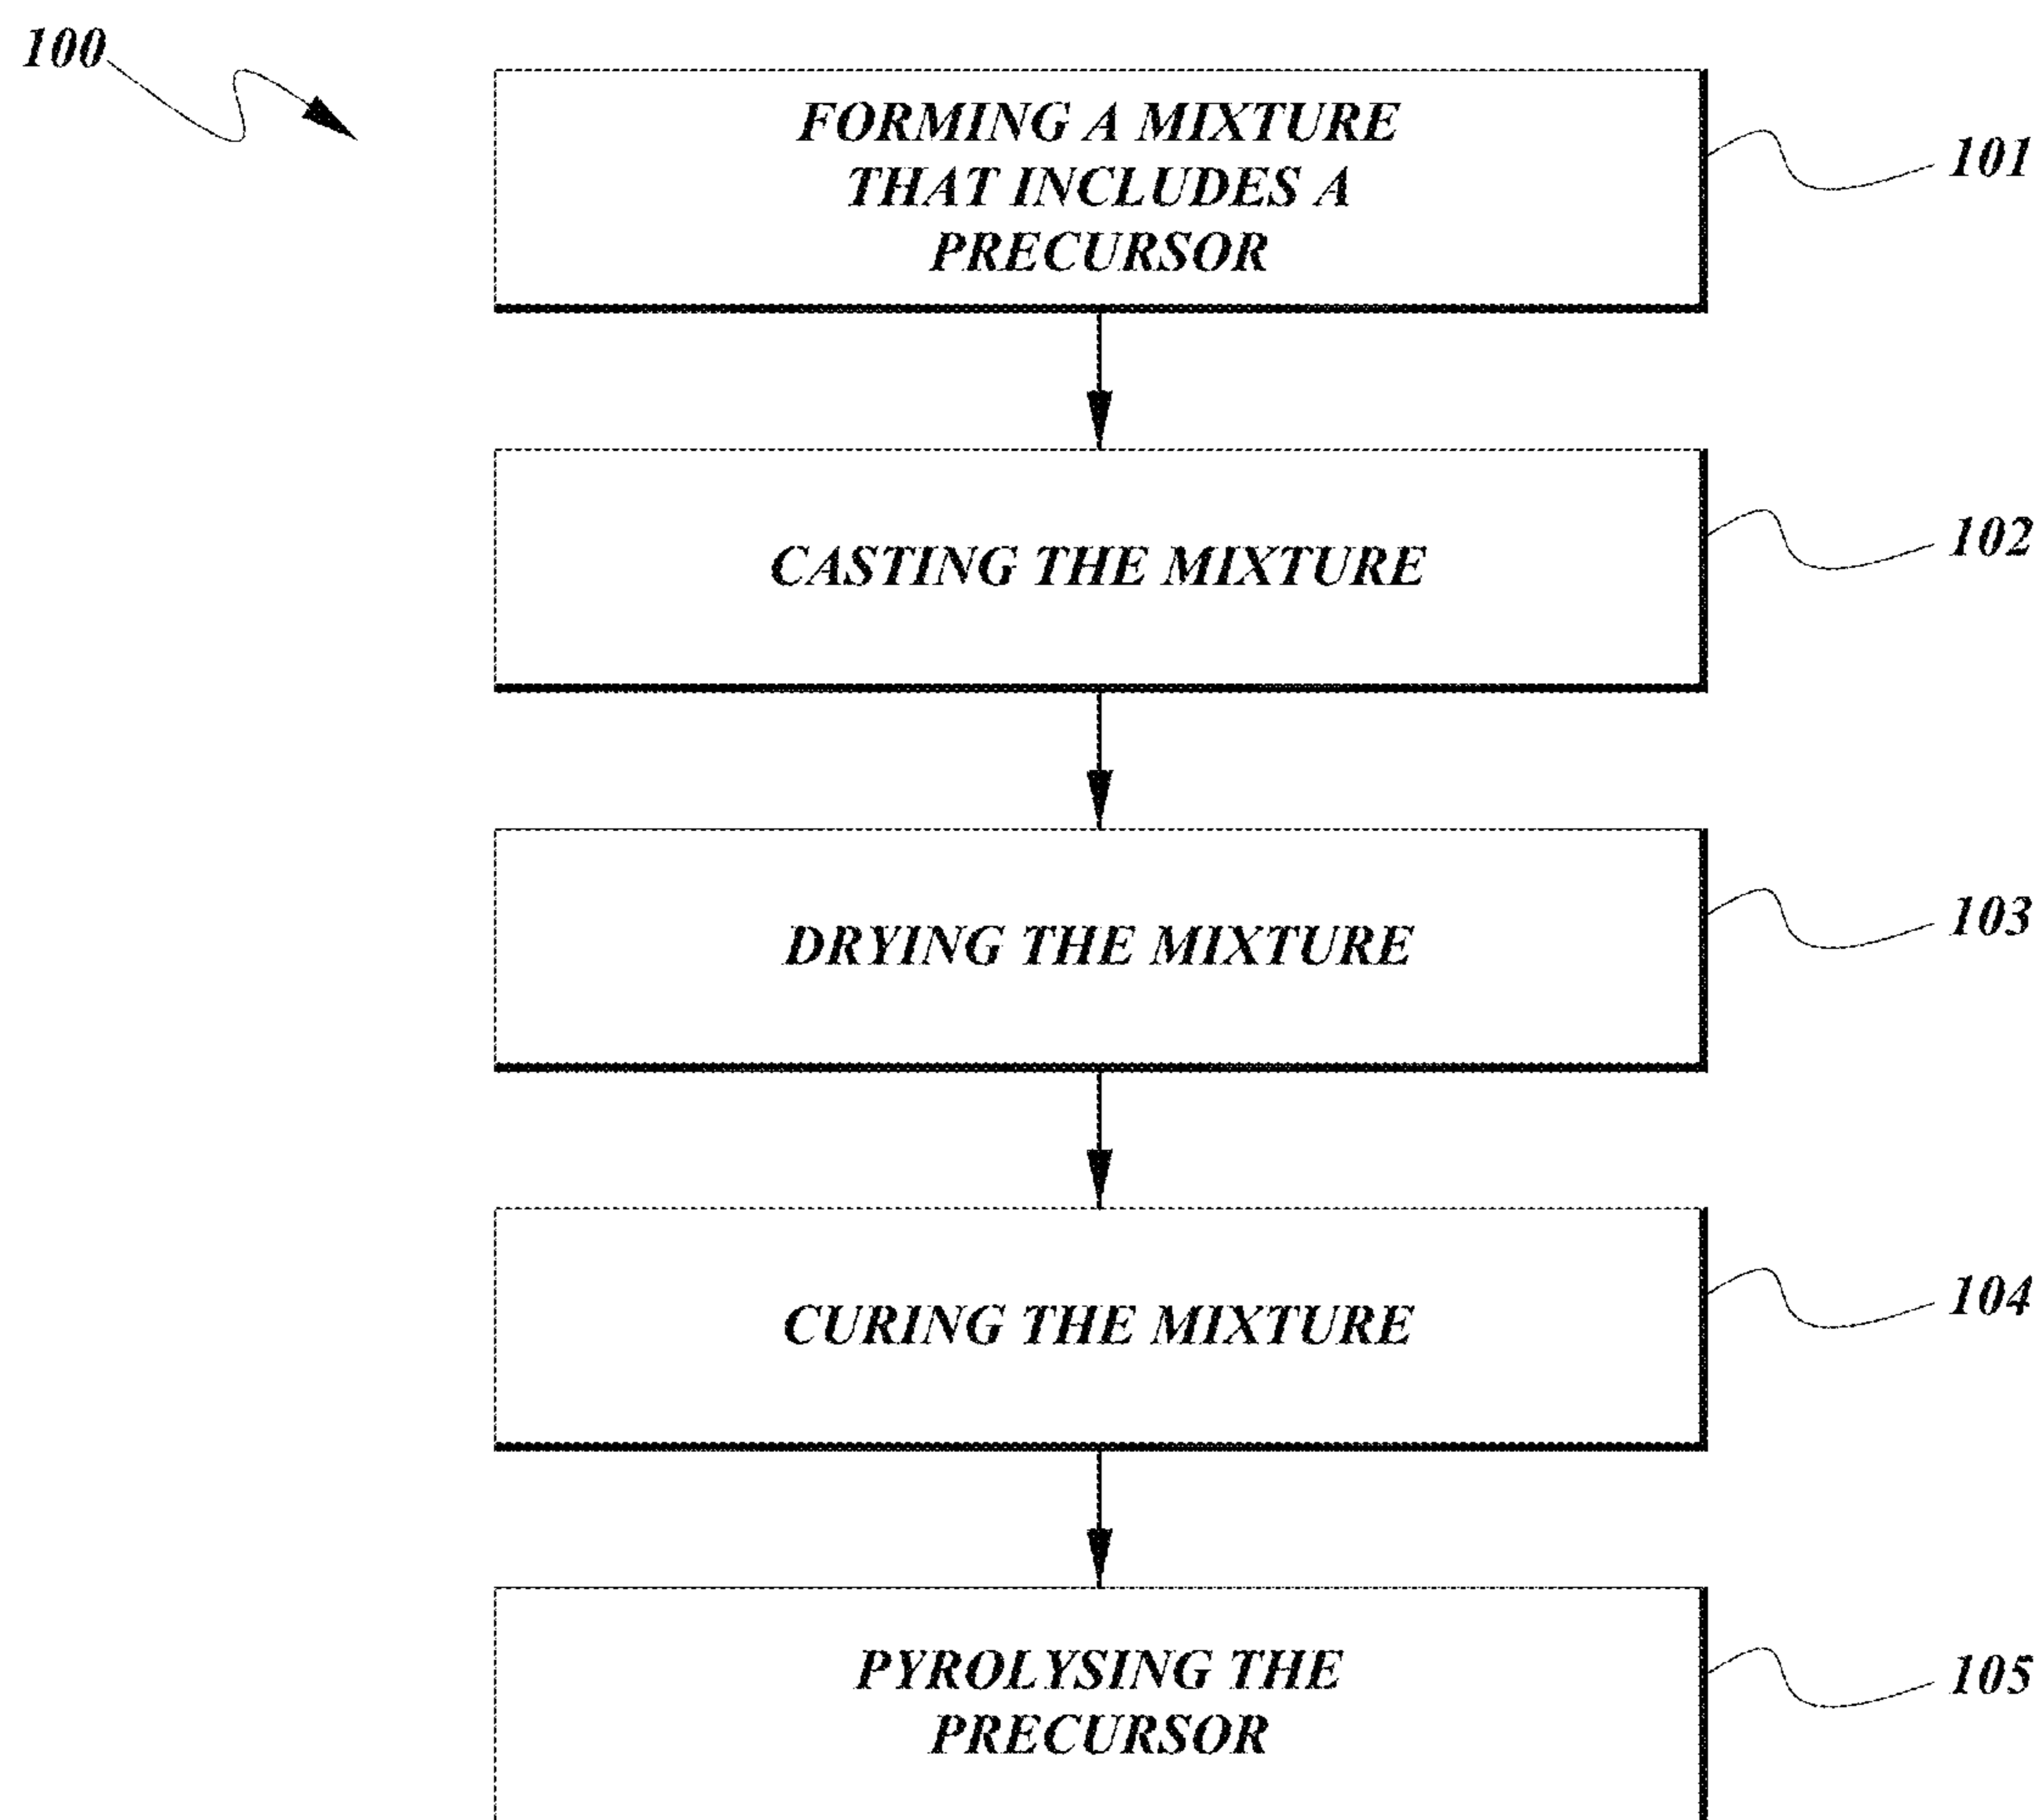 100
FORMING A MIXTURE
THAT INCLUDES A
PRECURSOR
101
CASTING THE MIXTURE
102
DRYING THE MIXTURE
103
CURING THE MIXTURE
104
PYROLYSING THE
PRECURSOR
105